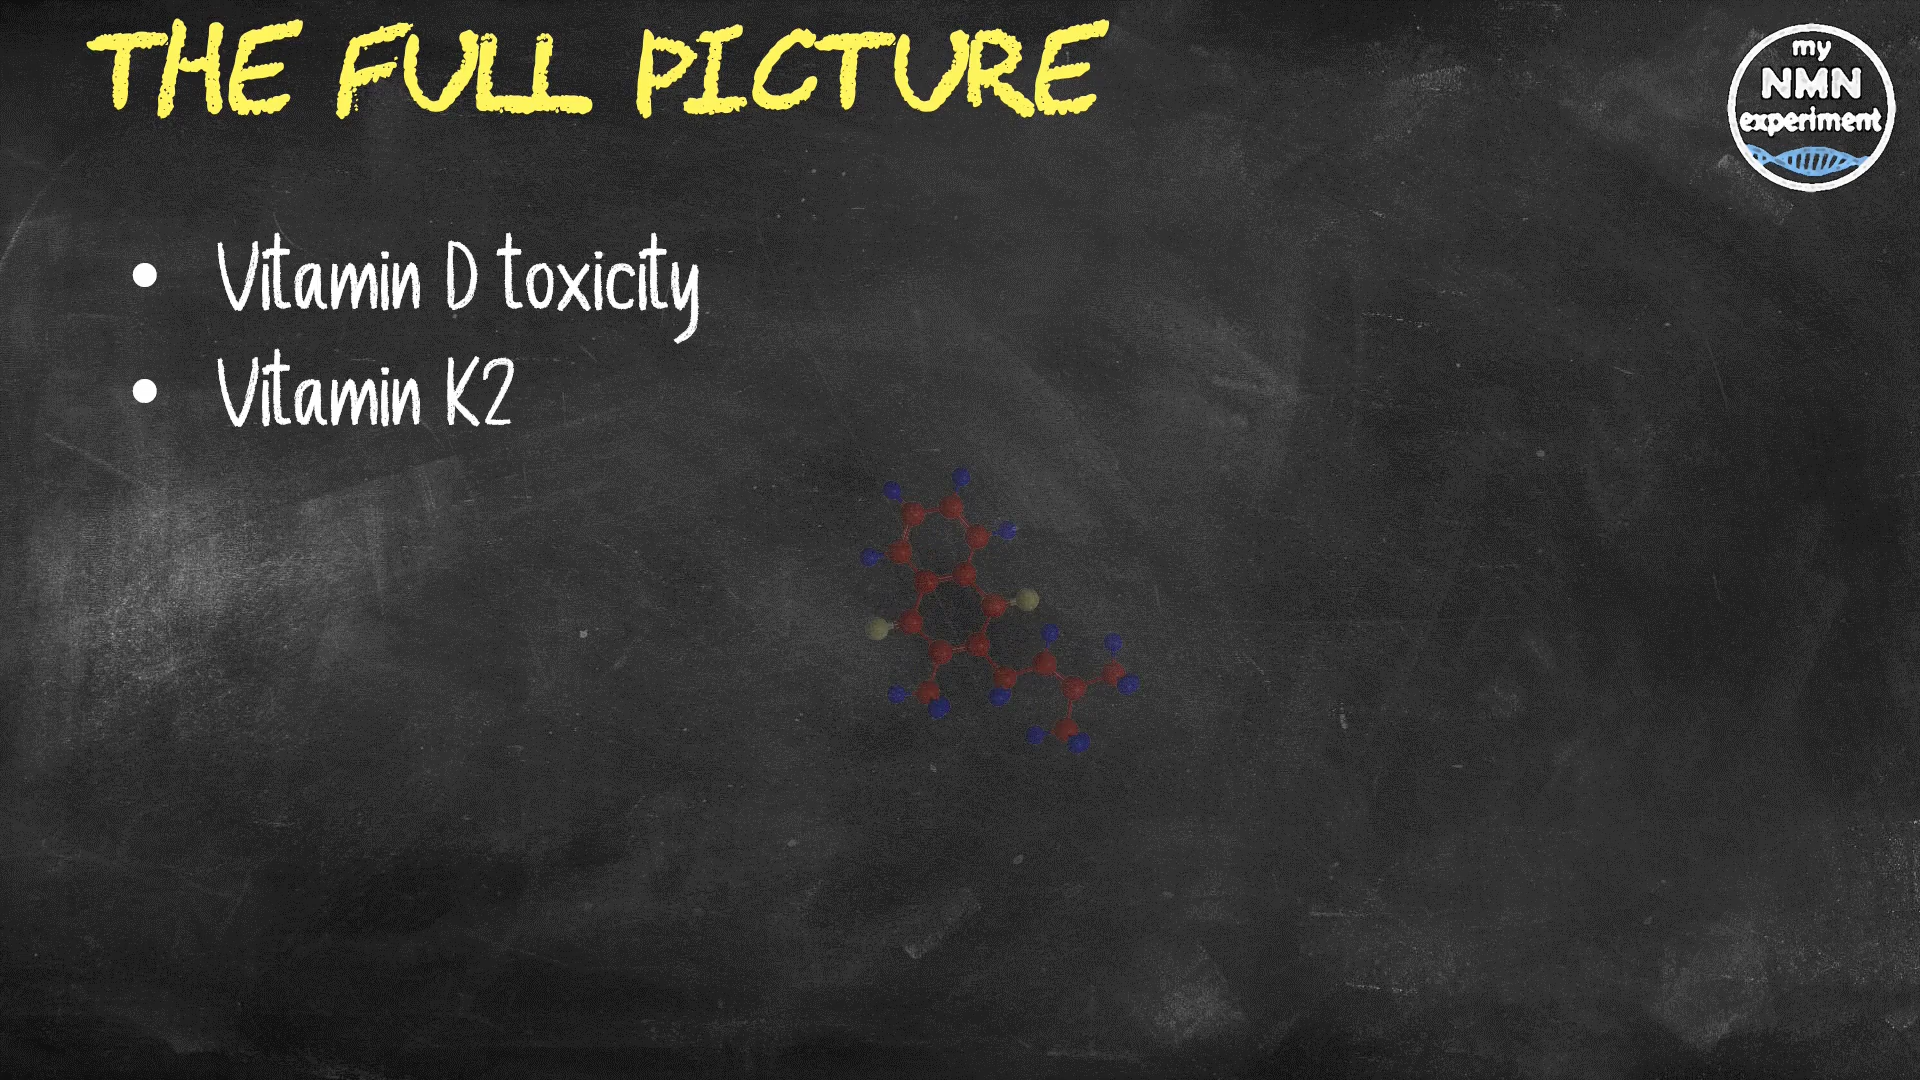 THE FULL PICTURE
my
NMN
experiment
• Vitamin D toxicity
• Vitamin K2